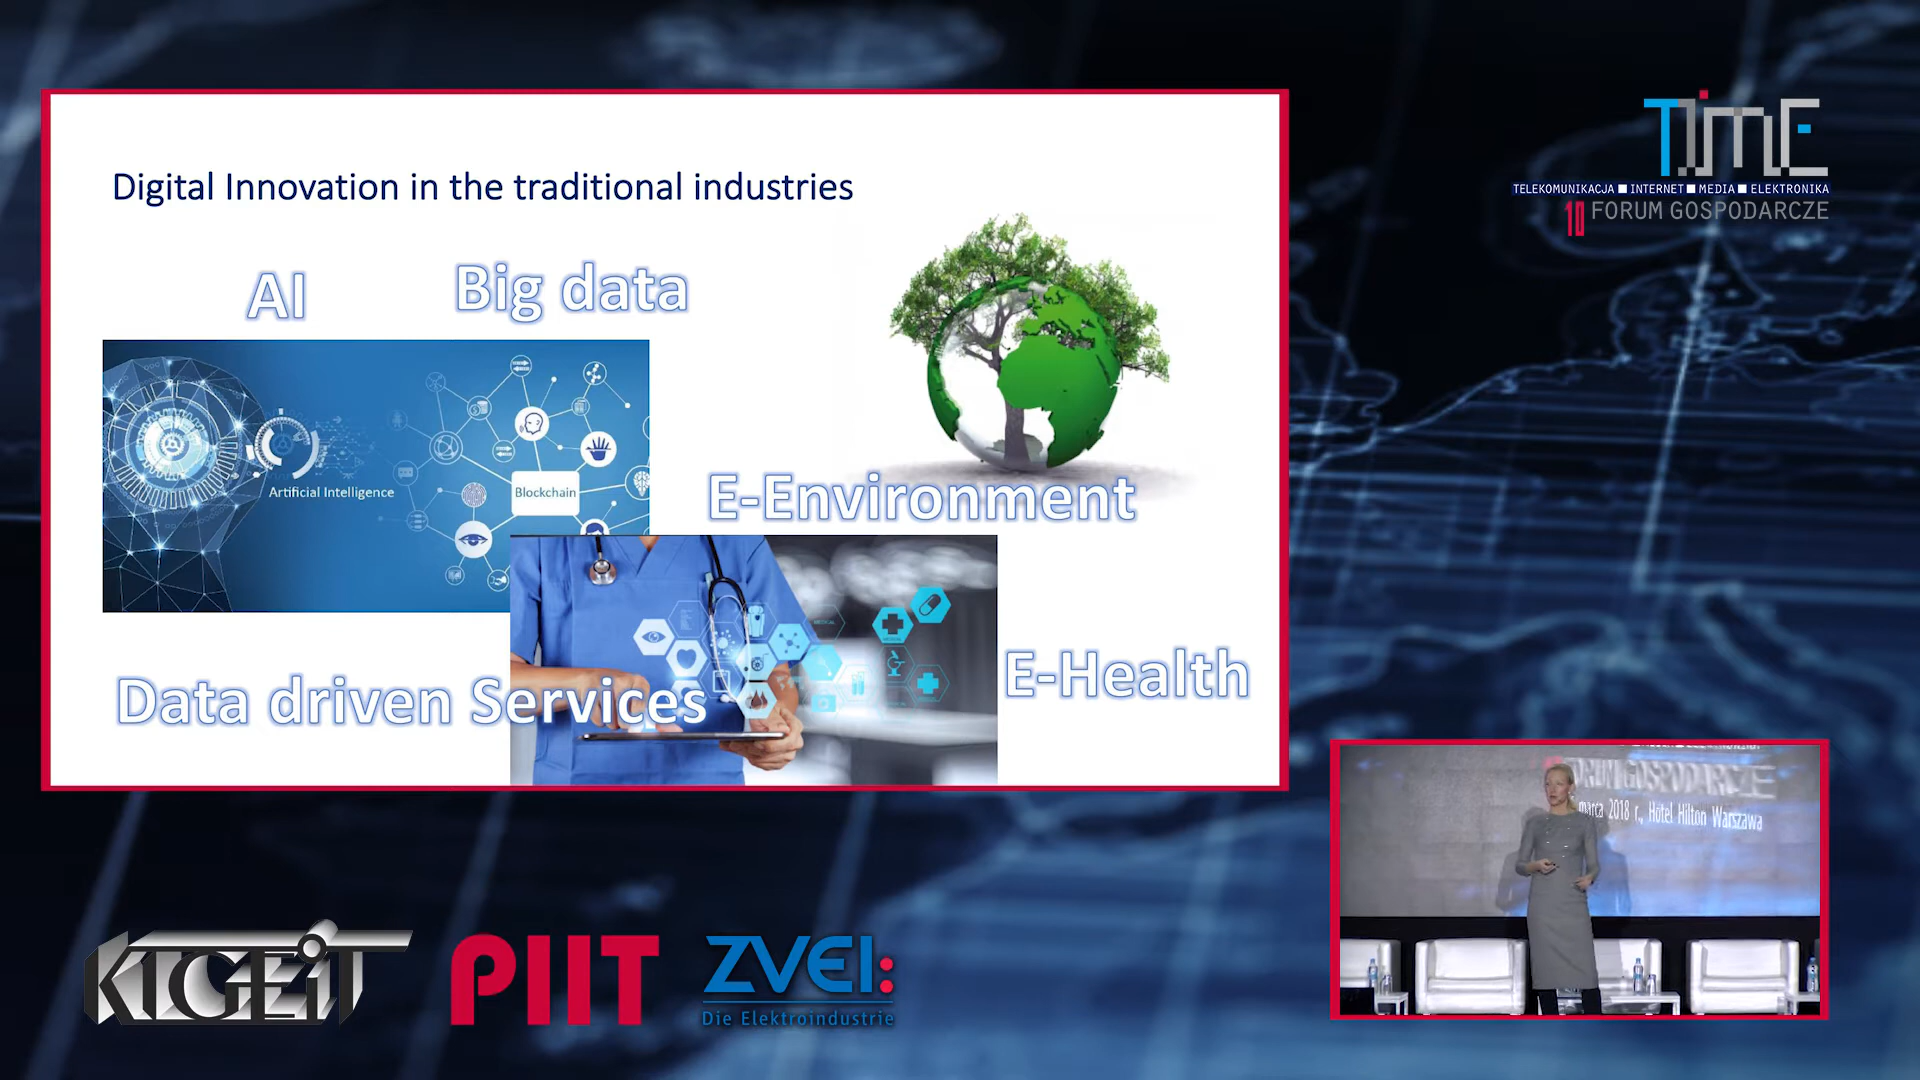 Digital Innovation in the traditional industries
AI
Big data
Artificial Intelligence
Blockchain
E-Environment
Data driven Services
E-Health
TIME
TELEKOMUNIKACJA ■ INTERNET ■ MEDIA ■ ELEKTRONIKA
10 FORUM GOSPODARCZE
FORUM GOSPODARCZE
marca 2018 r., Hotel Hilton Warszawa
KIGEiT
PIIT
ZVEI:
Die Elektroindustrie